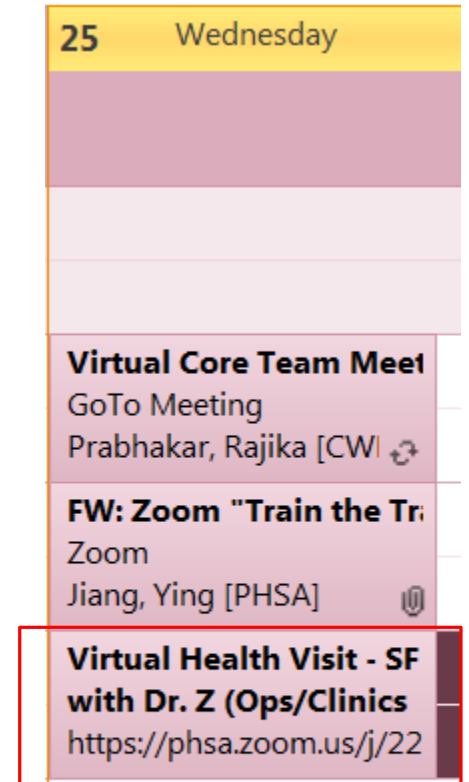 25 Wednesday
Virtual Core Team Meet
GoTo Meeting
Prabhakar, Rajika [CW
FW: Zoom "Train the Tra
Zoom
Jiang, Ying [PHSA]
Virtual Health Visit - SF
with Dr. Z (Ops/Clinics
https://phsa.zoom.us/j/22